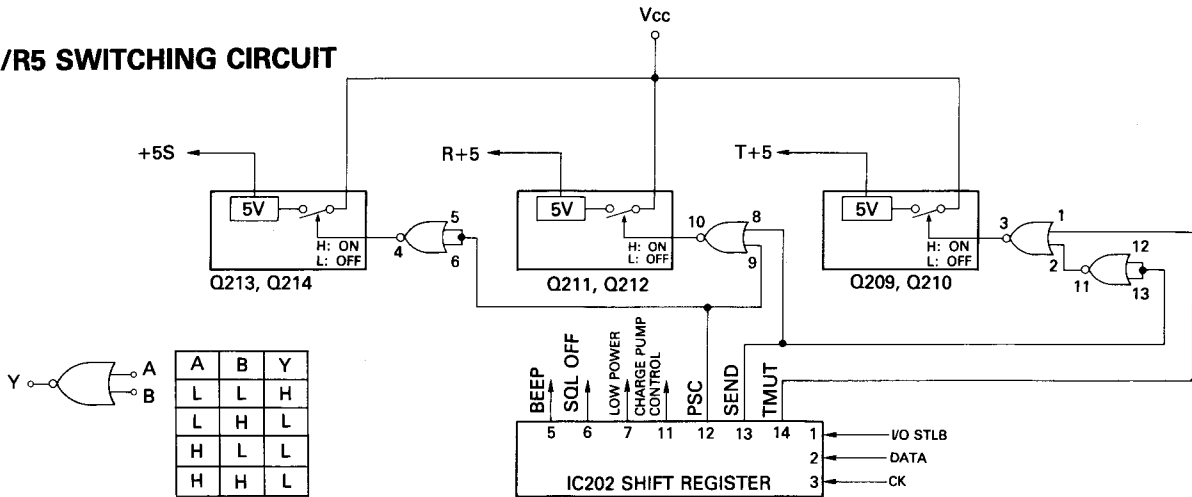 /R5 SWITCHING CIRCUIT
Vcc
+5S
R+5
T+5
5V
H: ON
L: OFF
4
5
6
Q213, Q214
5V
H: ON
L: OFF
10
8
9
Q211, Q212
5V
H: ON
L: OFF
3
1
2
11
12
13
Q209, Q210
Y
A
B
A B Y
L L H
L H L
H L L
H H L
BEEP
SQL OFF
LOW POWER
CHARGE PUMP
CONTROL
PSC
SEND
TMUT
5 6 7 11 12 13 14
1 I/O STLB
2 DATA
3 CK
IC202 SHIFT REGISTER